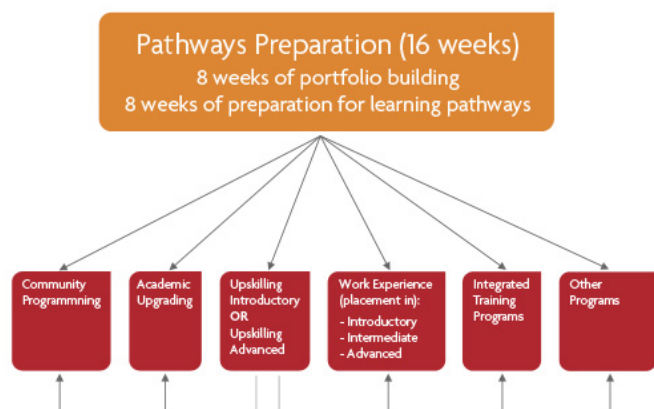 Pathways Preparation (16 weeks)
8 weeks of portfolio building
8 weeks of preparation for learning pathways
Community
Programmning
Academic
Upgrading
Upskilling
Introductory
OR
Upskilling
Advanced
Work Experience
(placement in):
- Introductory
- Intermediate
- Advanced
Integrated
Training
Programs
Other
Programs